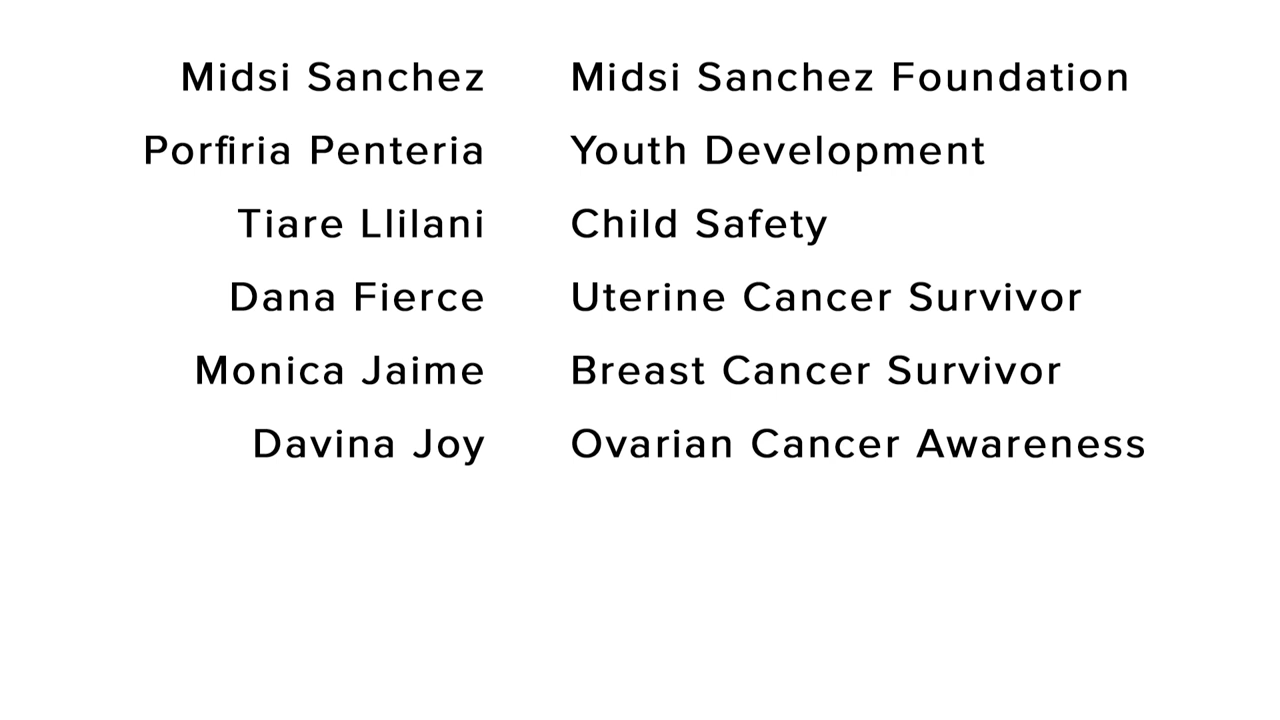 Midsi Sanchez Midsi Sanchez Foundation
Porfiria Penteria Youth Development
Tiare Llilani Child Safety
Dana Fierce Uterine Cancer Survivor
Monica Jaime Breast Cancer Survivor
Davina Joy Ovarian Cancer Awareness